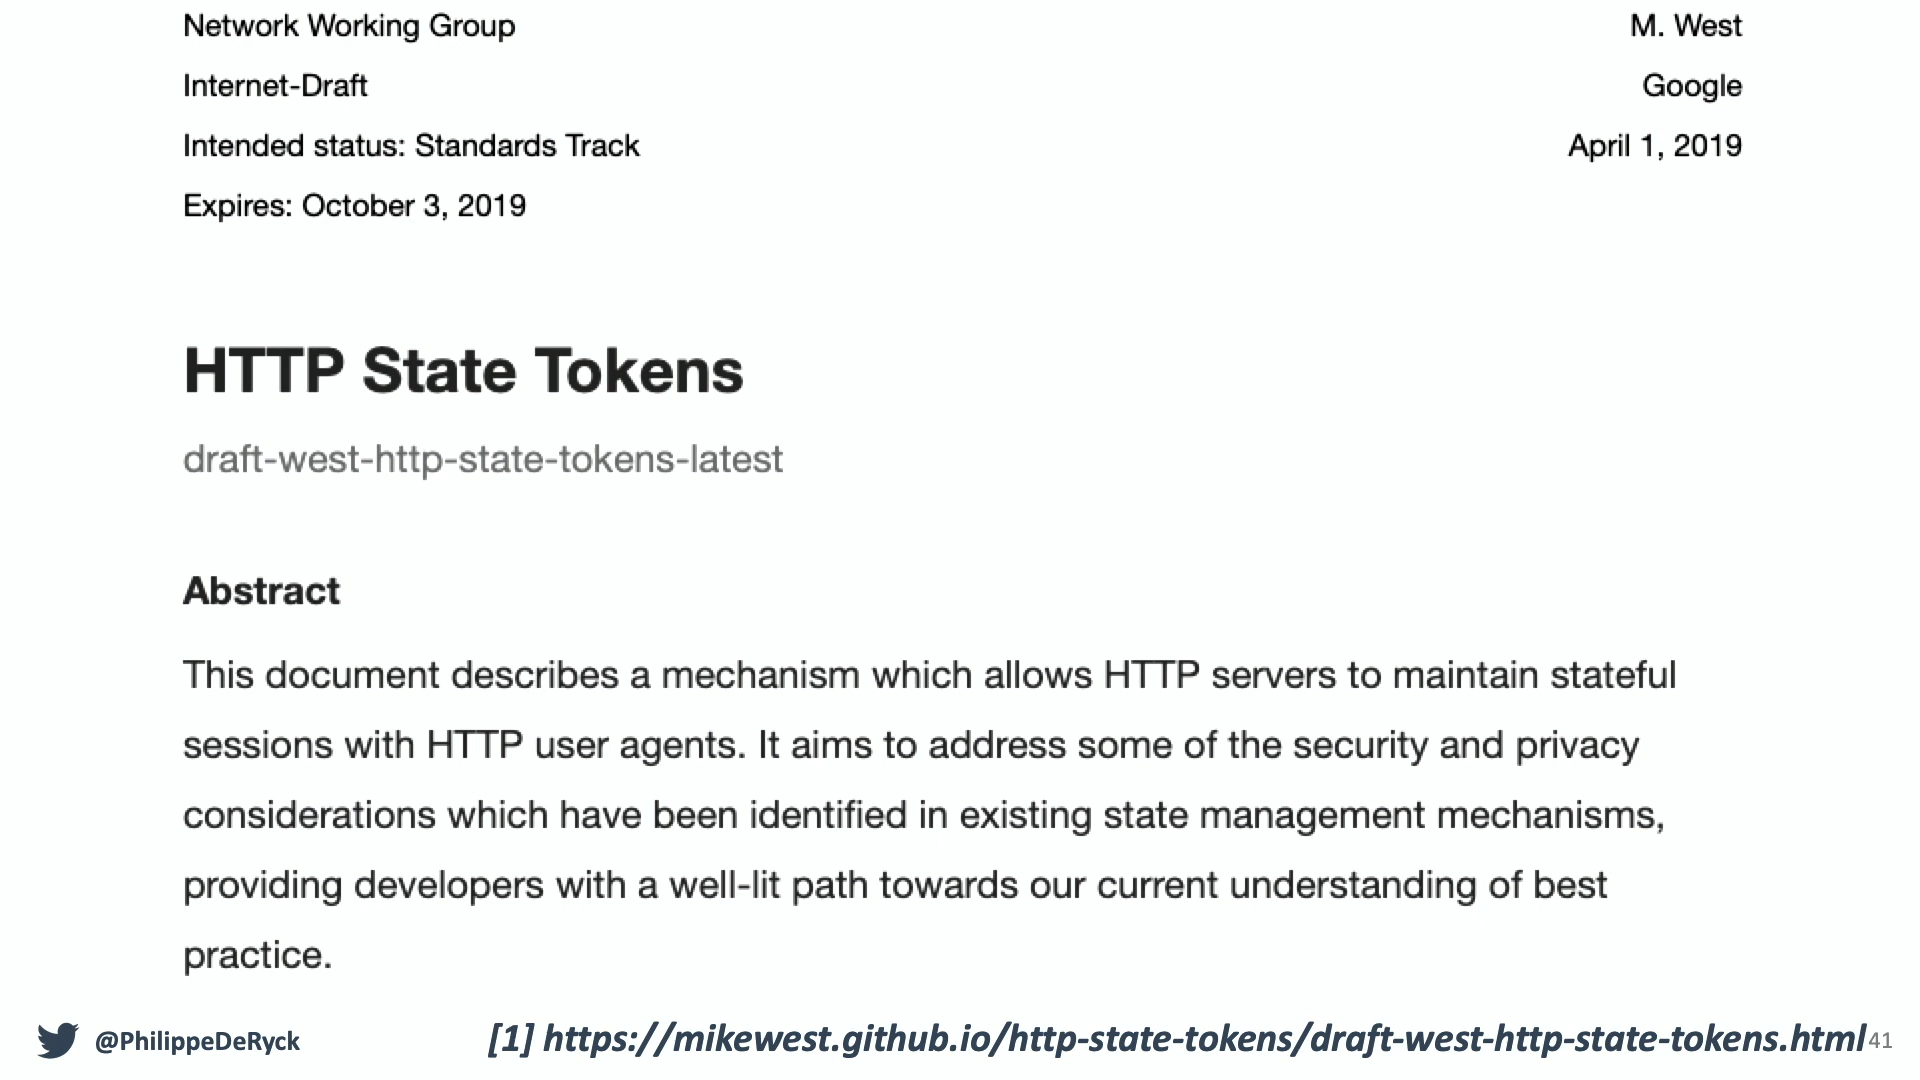 Network Working Group M. West
Internet-Draft Google
Intended status: Standards Track April 1, 2019
Expires: October 3, 2019
HTTP State Tokens
draft-west-http-state-tokens-latest
Abstract
This document describes a mechanism which allows HTTP servers to maintain stateful
sessions with HTTP user agents. It aims to address some of the security and privacy
considerations which have been identified in existing state management mechanisms,
providing developers with a well-lit path towards our current understanding of best
practice.
@PhilippeDeRyck [1] https://mikewest.github.io/http-state-tokens/draft-west-http-state-tokens.html 41